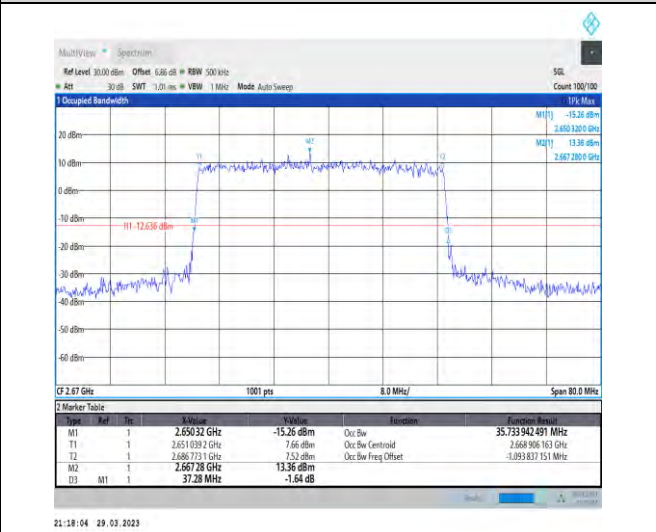 MultiView Spectrum
Ref Level 30.00 dBm Offset 6.86 dB RBW 500 kHz SGL
Att 30 dB SWT 1.01 ms VBW 1 MHz Mode Auto Sweep Count 100/100
1 Occupied Bandwidth 1Pk Max
M1[1] -15.26 dBm
2.650 320 0 GHz
M2[1] 13.36 dBm
2.667 280 0 GHz
20 dBm
M2
T1 T2
10 dBm
0 dBm
-10 dBm
M1
H1 -12.636 dBm
D3
-20 dBm
-30 dBm
-40 dBm
-50 dBm
-60 dBm
CF 2.67 GHz 1001 pts 8.0 MHz/ Span 80.0 MHz
2 Marker Table
Type Ref Trc X-Value Y-Value Function Function Result
M1 1 2.65032 GHz -15.26 dBm Occ Bw 35.733 942 491 MHz
T1 1 2.651 039 2 GHz 7.66 dBm Occ Bw Centroid 2.668 906 163 GHz
T2 1 2.686 773 1 GHz 7.52 dBm Occ Bw Freq Offset -1.093 837 151 MHz
M2 1 2.667 28 GHz 13.36 dBm
D3 M1 1 37.28 MHz -1.64 dB
21:18:04 29.03.2023